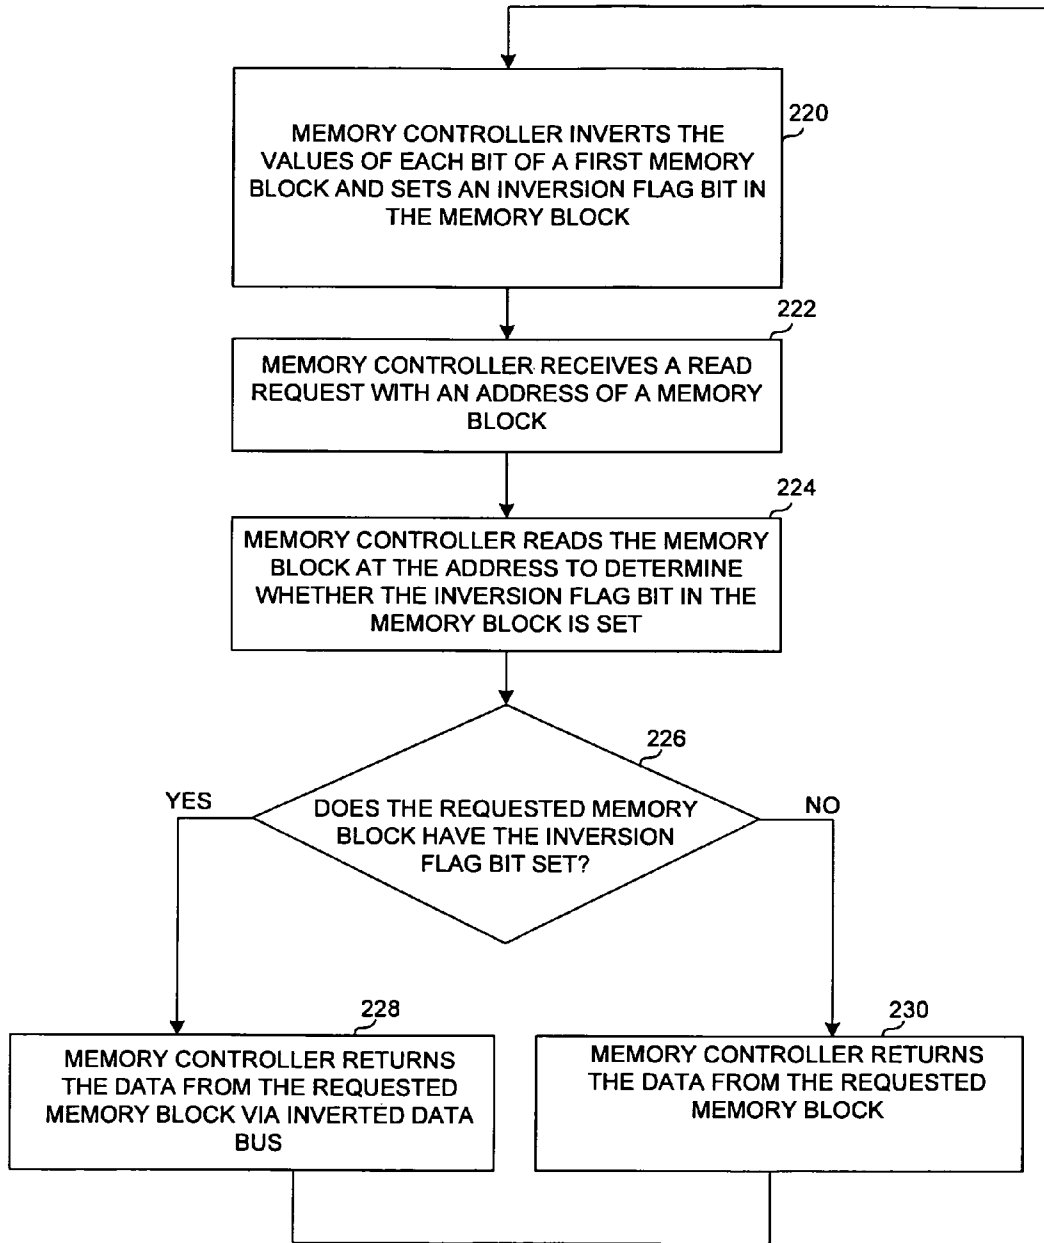 220
MEMORY CONTROLLER INVERTS THE
VALUES OF EACH BIT OF A FIRST MEMORY
BLOCK AND SETS AN INVERSION FLAG BIT IN
THE MEMORY BLOCK
222
MEMORY CONTROLLER RECEIVES A READ
REQUEST WITH AN ADDRESS OF A MEMORY
BLOCK
224
MEMORY CONTROLLER READS THE MEMORY
BLOCK AT THE ADDRESS TO DETERMINE
WHETHER THE INVERSION FLAG BIT IN THE
MEMORY BLOCK IS SET
226
YES
NO
DOES THE REQUESTED MEMORY
BLOCK HAVE THE INVERSION
FLAG BIT SET?
228
MEMORY CONTROLLER RETURNS
THE DATA FROM THE REQUESTED
MEMORY BLOCK VIA INVERTED DATA
BUS
230
MEMORY CONTROLLER RETURNS
THE DATA FROM THE REQUESTED
MEMORY BLOCK